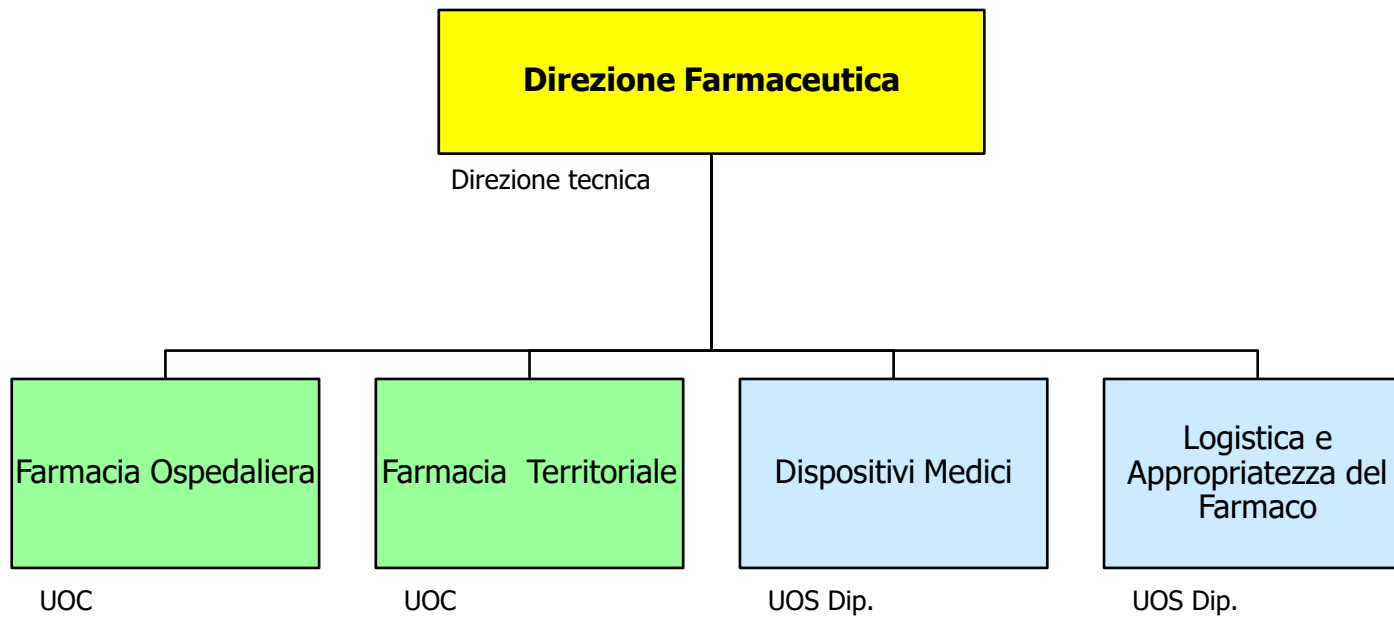 Direzione Farmaceutica
Direzione tecnica
Farmacia Ospedaliera
Farmacia Territoriale
Dispositivi Medici
Logistica e
Appropriatezza del
Farmaco
UOC
UOC
UOS Dip.
UOS Dip.